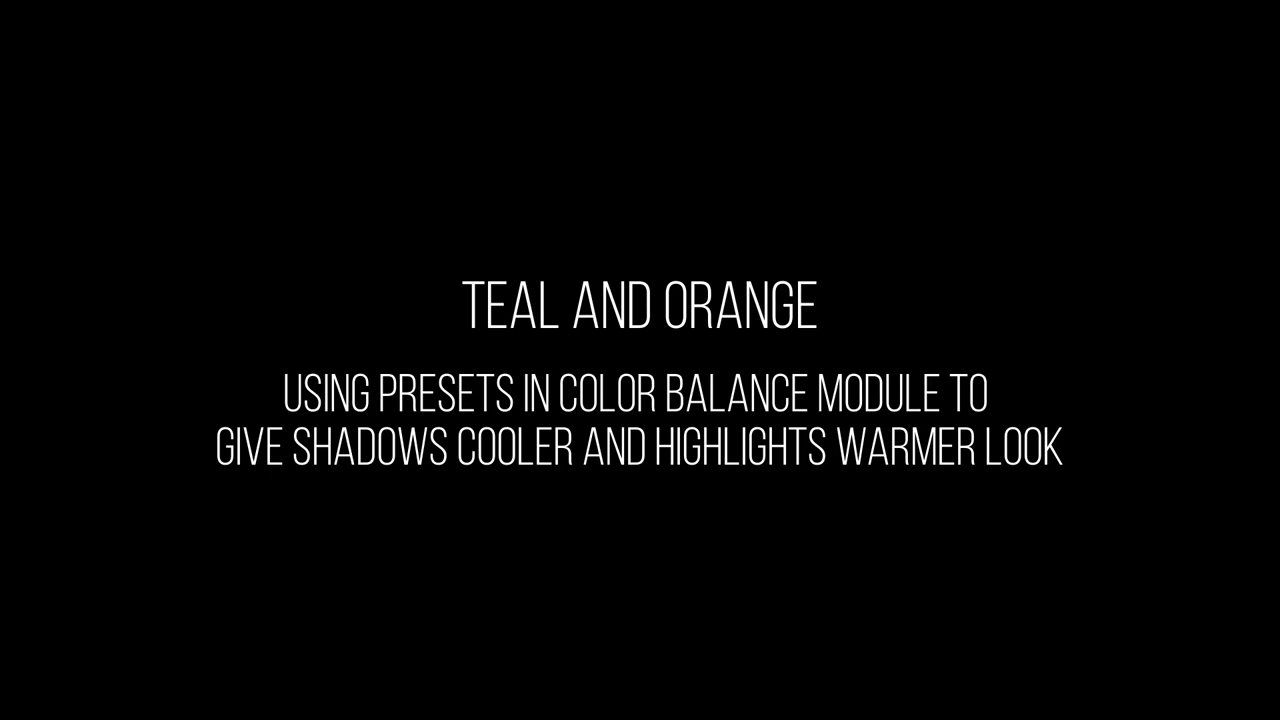 TEAL AND ORANGE
USING PRESETS IN COLOR BALANCE MODULE TO
GIVE SHADOWS COOLER AND HIGHLIGHTS WARMER LOOK